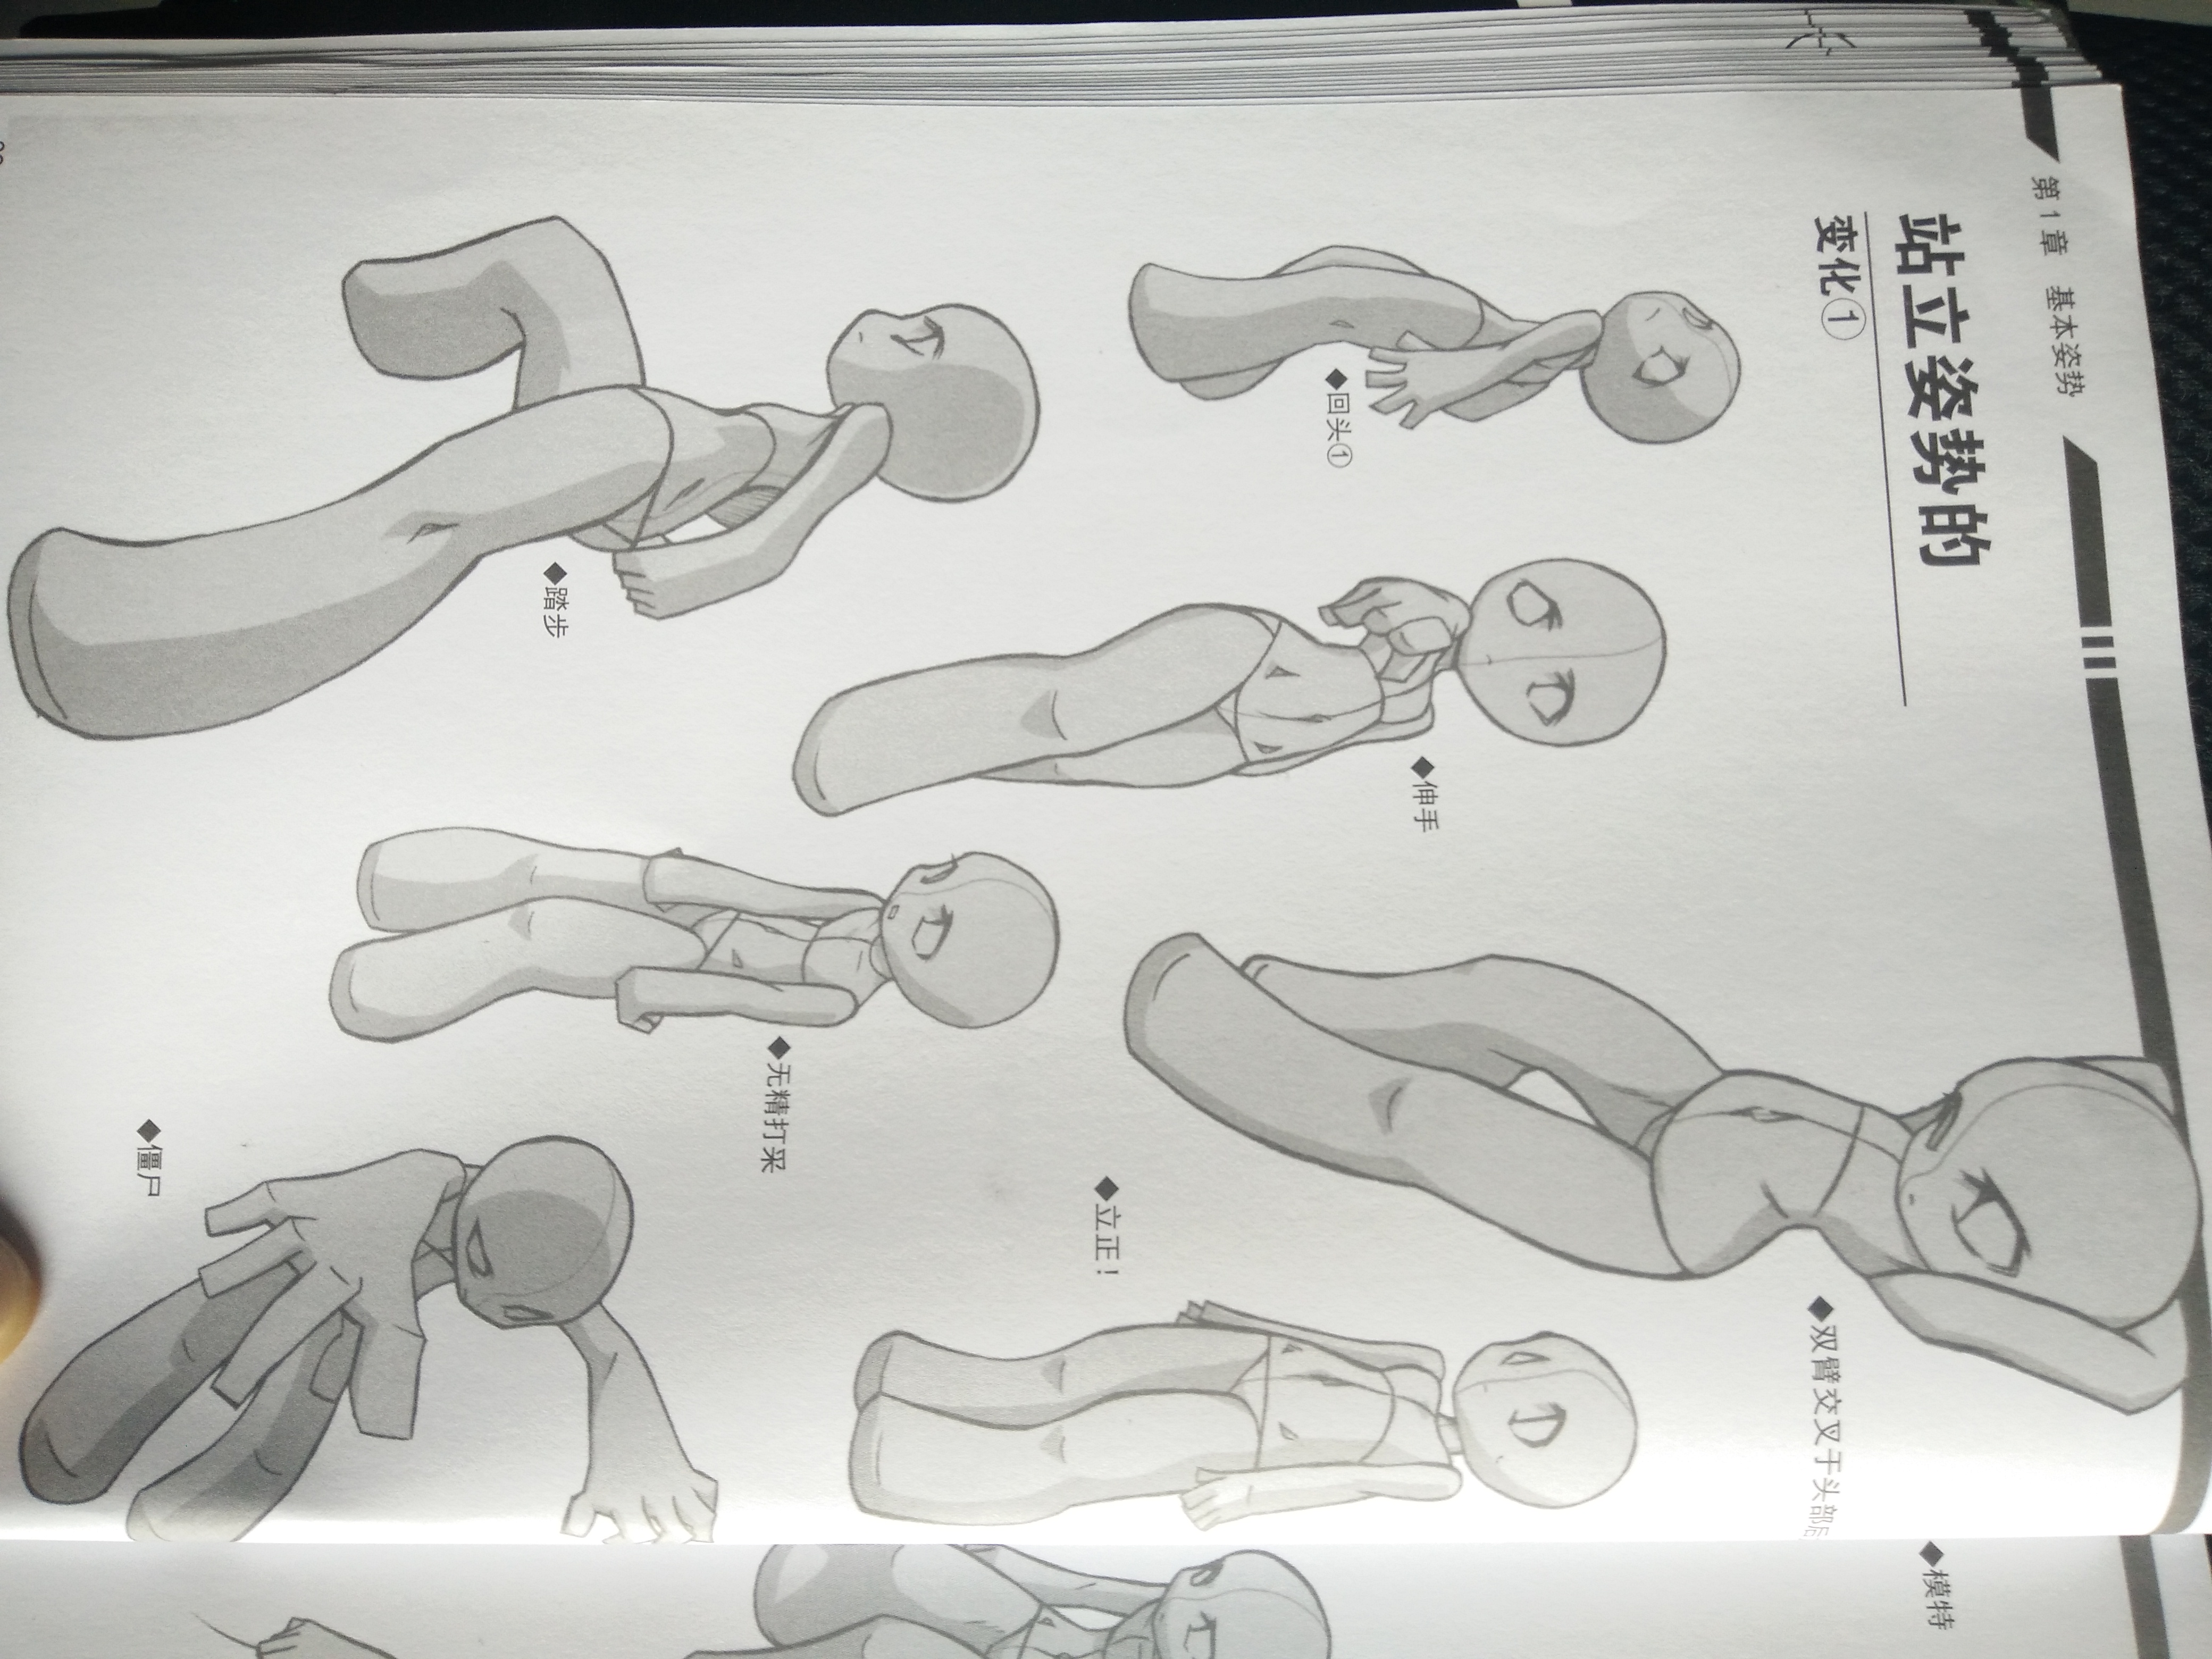 第1章 基本姿势
站立姿势的
变化①
◆回头①
◆伸手
◆踏步
◆双臂交叉于头部后
◆立正！
◆无精打采
◆僵尸
◆模特